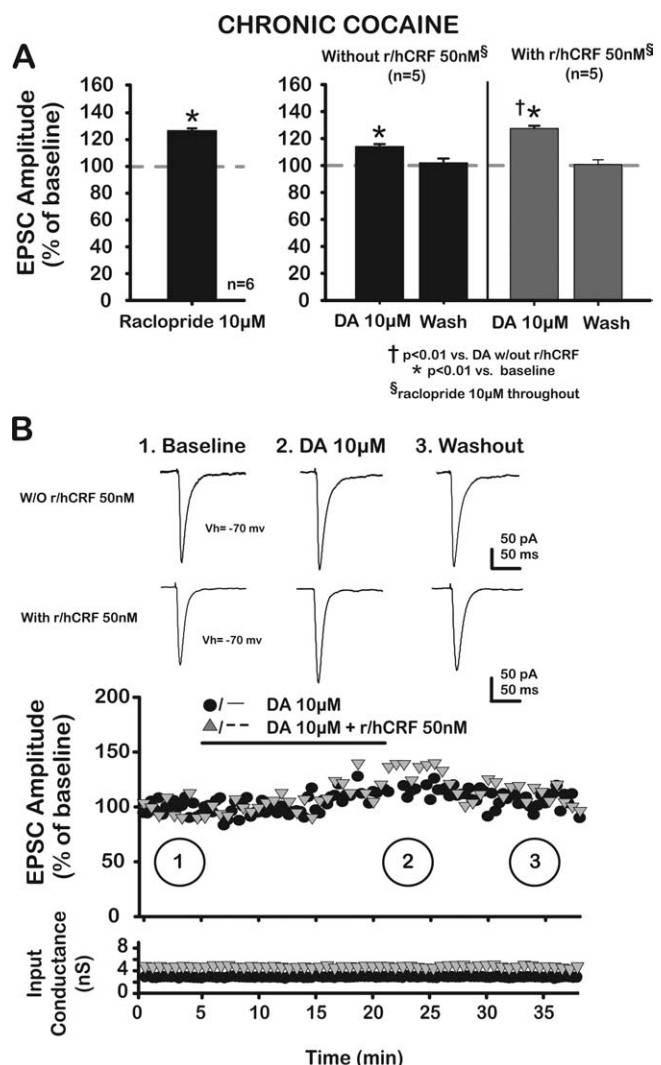 CHRONIC COCAINE
A
Without r/hCRF 50nM§
(n=5)
With r/hCRF 50nM§
(n=5)
EPSC Amplitude
(% of baseline)
160
140
120
100
80
60
40
20
0
*
n=6
Raclopride 10µM
160
140
120
100
80
60
40
20
0
*
†*
DA 10µM Wash
DA 10µM Wash
† p<0.01 vs. DA w/out r/hCRF
* p<0.01 vs. baseline
§raclopride 10µM throughout
B
1. Baseline 2. DA 10µM 3. Washout
W/O r/hCRF 50nM
Vh= -70 mv
50 pA
50 ms
With r/hCRF 50nM
Vh= -70 mv
50 pA
50 ms
EPSC Amplitude
(% of baseline)
200
150
100
50
0
●/— DA 10µM
▲/-- DA 10µM + r/hCRF 50nM
1 2 3
Input
Conductance
(nS)
8
6
4
2
0
0 5 10 15 20 25 30 35
Time (min)